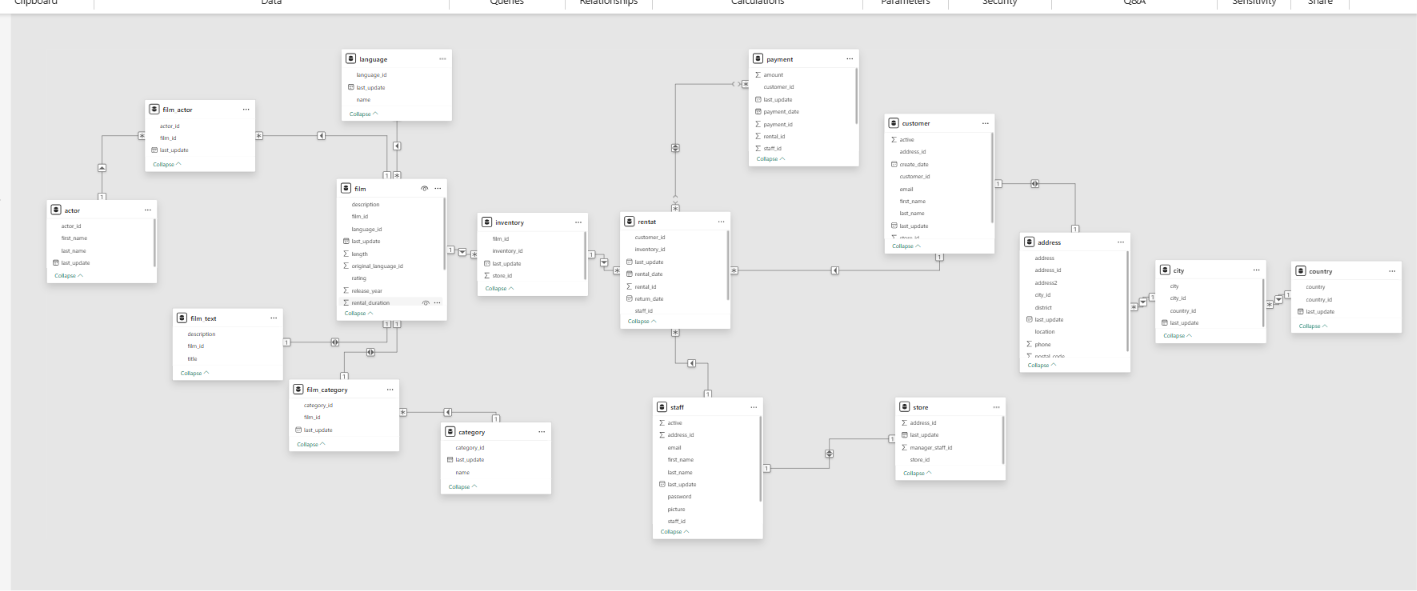 Clipboard
Data
Queries
Relationships
Calculations
Parameters
Security
Q&A
Sensitivity
Share
language
language_id
last_update
name
Collapse
payment
amount
customer_id
last_update
payment_date
payment_id
rental_id
staff_id
Collapse
film_actor
actor_id
film_id
last_update
Collapse
customer
active
address_id
create_date
customer_id
email
first_name
last_name
last_update
store_id
Collapse
film
description
film_id
language_id
last_update
length
original_language_id
rating
release_year
rental_duration
Collapse
actor
actor_id
first_name
last_name
last_update
Collapse
inventory
film_id
inventory_id
last_update
store_id
Collapse
rentat
customer_id
inventory_id
last_update
rental_date
rental_id
return_date
staff_id
Collapse
address
address
address_id
address2
city_id
district
last_update
location
phone
postal_code
Collapse
city
city
city_id
country_id
last_update
Collapse
country
country
country_id
last_update
Collapse
film_text
description
film_id
title
Collapse
film_category
category_id
film_id
last_update
Collapse
category
category_id
last_update
name
Collapse
staff
active
address_id
email
first_name
last_name
last_update
password
picture
staff_id
Collapse
store
address_id
last_update
manager_staff_id
store_id
Collapse